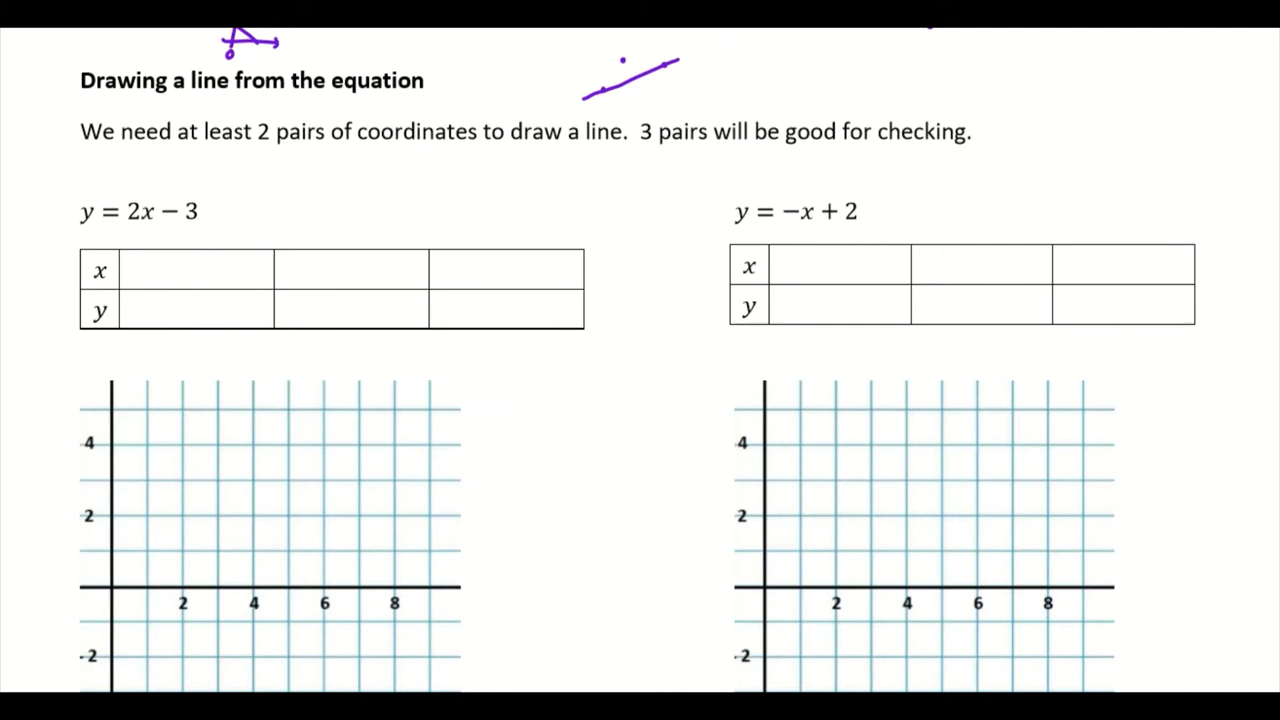 0
Drawing a line from the equation
We need at least 2 pairs of coordinates to draw a line.  3 pairs will be good for checking.
y = 2x − 3
y = −x + 2
x
y
x
y
4
2
2 4 6 8
-2
4
2
2 4 6 8
-2